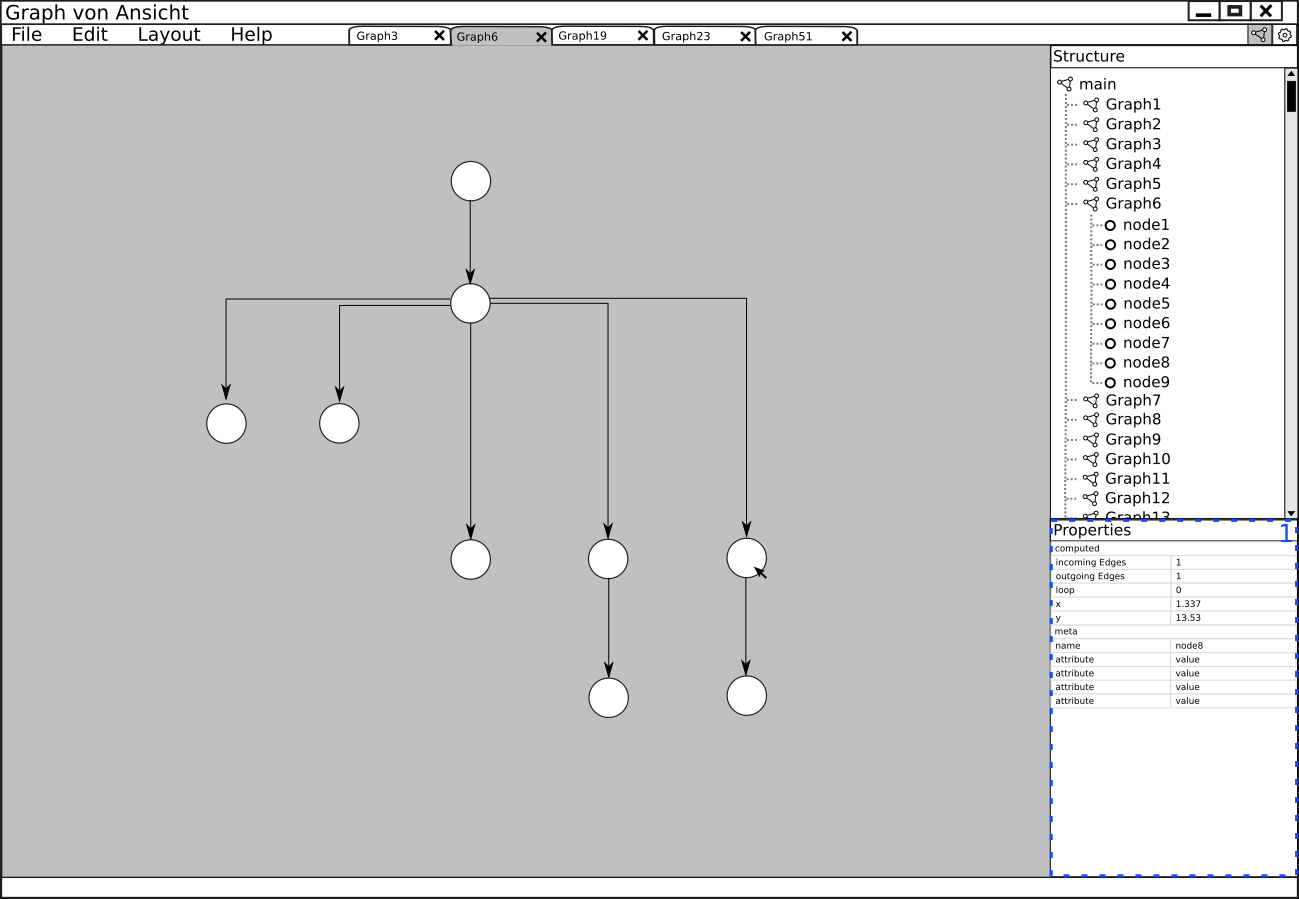 Graph von Ansicht
File Edit Layout Help Graph3 Graph6 Graph19 Graph23 Graph51
Structure
main
Graph1
Graph2
Graph3
Graph4
Graph5
Graph6
node1
node2
node3
node4
node5
node6
node7
node8
node9
Graph7
Graph8
Graph9
Graph10
Graph11
Graph12
Graph13
Properties 1
computed
incoming Edges 1
outgoing Edges 1
loop 0
x 1.337
y 13.53
meta
name node8
attribute value
attribute value
attribute value
attribute value